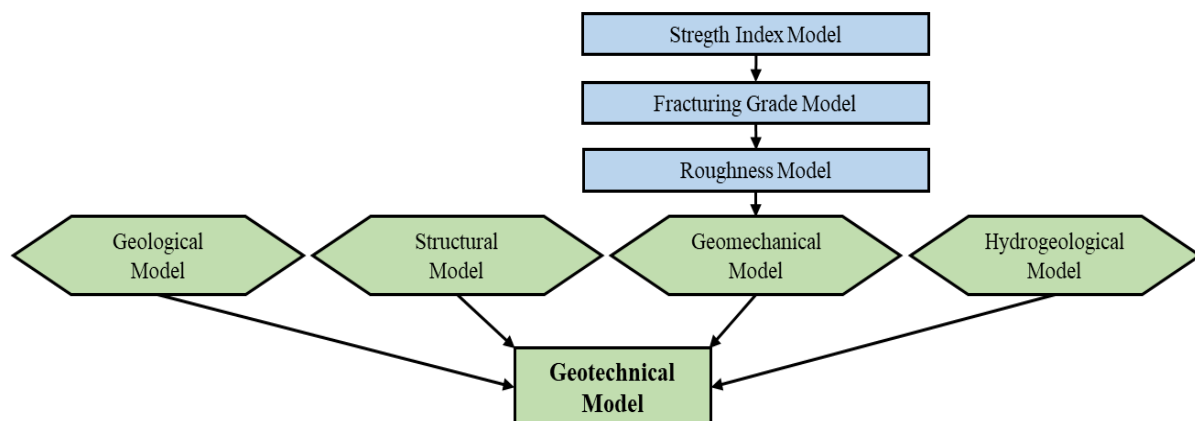 Stregth Index Model
Fracturing Grade Model
Roughness Model
Geological
Model
Structural
Model
Geomechanical
Model
Hydrogeological
Model
Geotechnical
Model